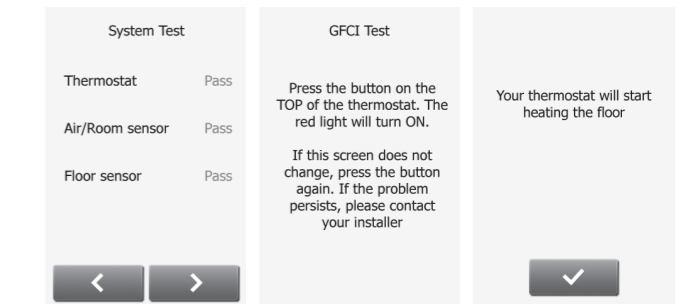 System Test
Thermostat Pass
Air/Room sensor Pass
Floor sensor Pass
GFCI Test
Press the button on the
TOP of the thermostat. The
red light will turn ON.
If this screen does not
change, press the button
again. If the problem
persists, please contact
your installer
Your thermostat will start
heating the floor